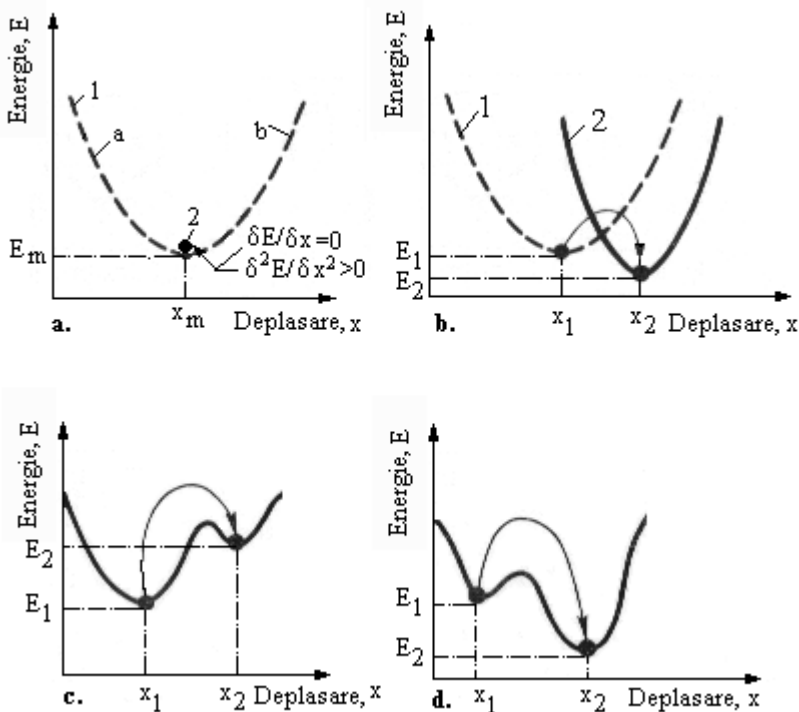 Energie, E
1
a
b
2
E_m
δE/δx=0
δ²E/δx²>0
a.
x_m
Deplasare, x
Energie, E
1
2
E_1
E_2
b.
x_1
x_2
Deplasare, x
Energie, E
E_2
E_1
c.
x_1
x_2
Deplasare, x
Energie, E
E_1
E_2
d.
x_1
x_2
Deplasare, x